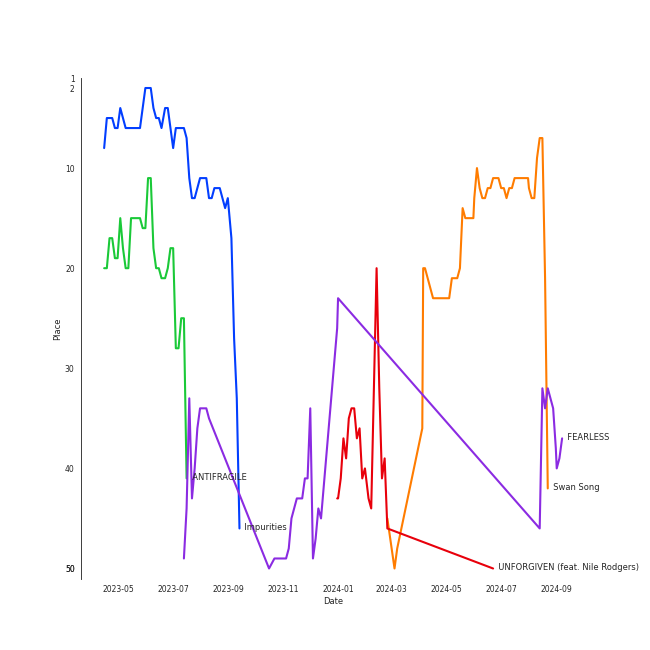 1
2
10
20
30
40
50
Place
ANTIFRAGILE
Impurities
FEARLESS
Swan Song
UNFORGIVEN (feat. Nile Rodgers)
2023-05 2023-07 2023-09 2023-11 2024-01 2024-03 2024-05 2024-07 2024-09
Date